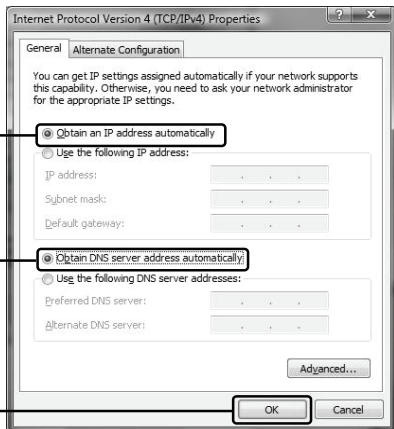 Internet Protocol Version 4 (TCP/IPv4) Properties
General
Alternate Configuration
You can get IP settings assigned automatically if your network supports
this capability. Otherwise, you need to ask your network administrator
for the appropriate IP settings.
Obtain an IP address automatically
Use the following IP address:
IP address:
Subnet mask:
Default gateway:
Obtain DNS server address automatically
Use the following DNS server addresses:
Preferred DNS server:
Alternate DNS server:
Advanced...
OK
Cancel